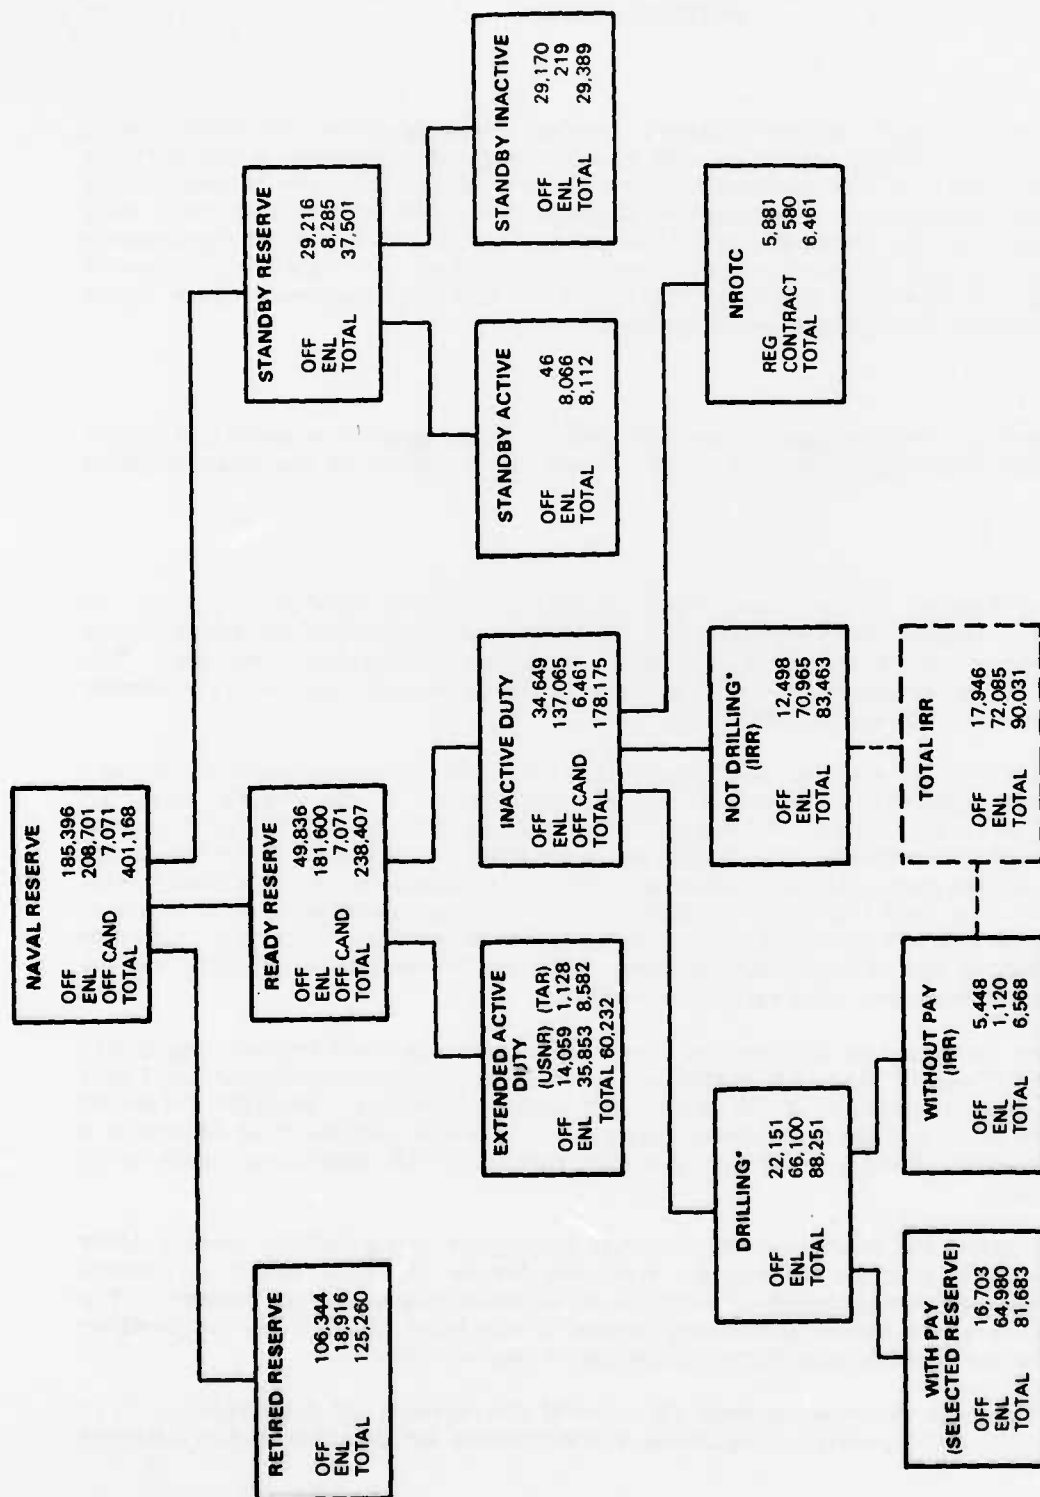 NAVAL RESERVE
OFF 185,396
ENL 208,701
OFF CAND 7,071
TOTAL 401,168
RETIRED RESERVE
OFF 106,344
ENL 18,916
TOTAL 125,260
READY RESERVE
OFF 49,836
ENL 181,600
OFF CAND 7,071
TOTAL 238,407
STANDBY RESERVE
OFF 29,216
ENL 8,285
TOTAL 37,501
EXTENDED ACTIVE
DUTY
(USNR) (TAR)
OFF 14,059 1,128
ENL 35,853 8,582
TOTAL 60,232
INACTIVE DUTY
OFF 34,649
ENL 137,065
OFF CAND 6,461
TOTAL 178,175
STANDBY ACTIVE
OFF 46
ENL 8,066
TOTAL 8,112
STANDBY INACTIVE
OFF 29,170
ENL 219
TOTAL 29,389
DRILLING*
OFF 22,151
ENL 66,100
TOTAL 88,251
NOT DRILLING*
(IRR)
OFF 12,498
ENL 70,965
TOTAL 83,463
NROTC
REG 5,881
CONTRACT 580
TOTAL 6,461
WITH PAY
(SELECTED RESERVE)
OFF 16,703
ENL 64,980
TOTAL 81,683
WITHOUT PAY
(IRR)
OFF 5,448
ENL 1,120
TOTAL 6,568
TOTAL IRR
OFF 17,946
ENL 72,085
TOTAL 90,031